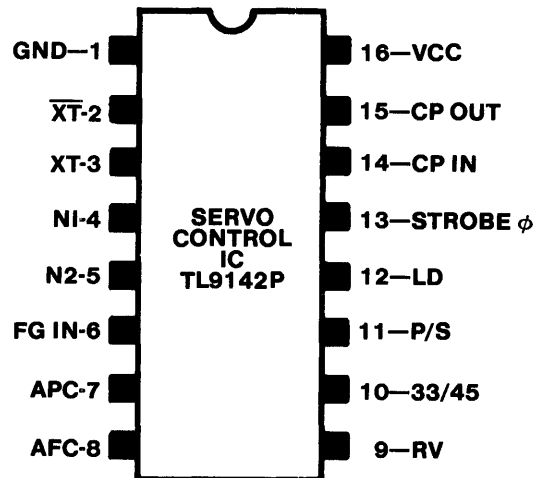 GND—1
X̅T̅-2
XT-3
NI-4
N2-5
FG IN-6
APC-7
AFC-8
SERVO
CONTROL
IC
TL9142P
16—VCC
15—CP OUT
14—CP IN
13—STROBE ϕ
12—LD
11—P/S
10—33/45
9—RV